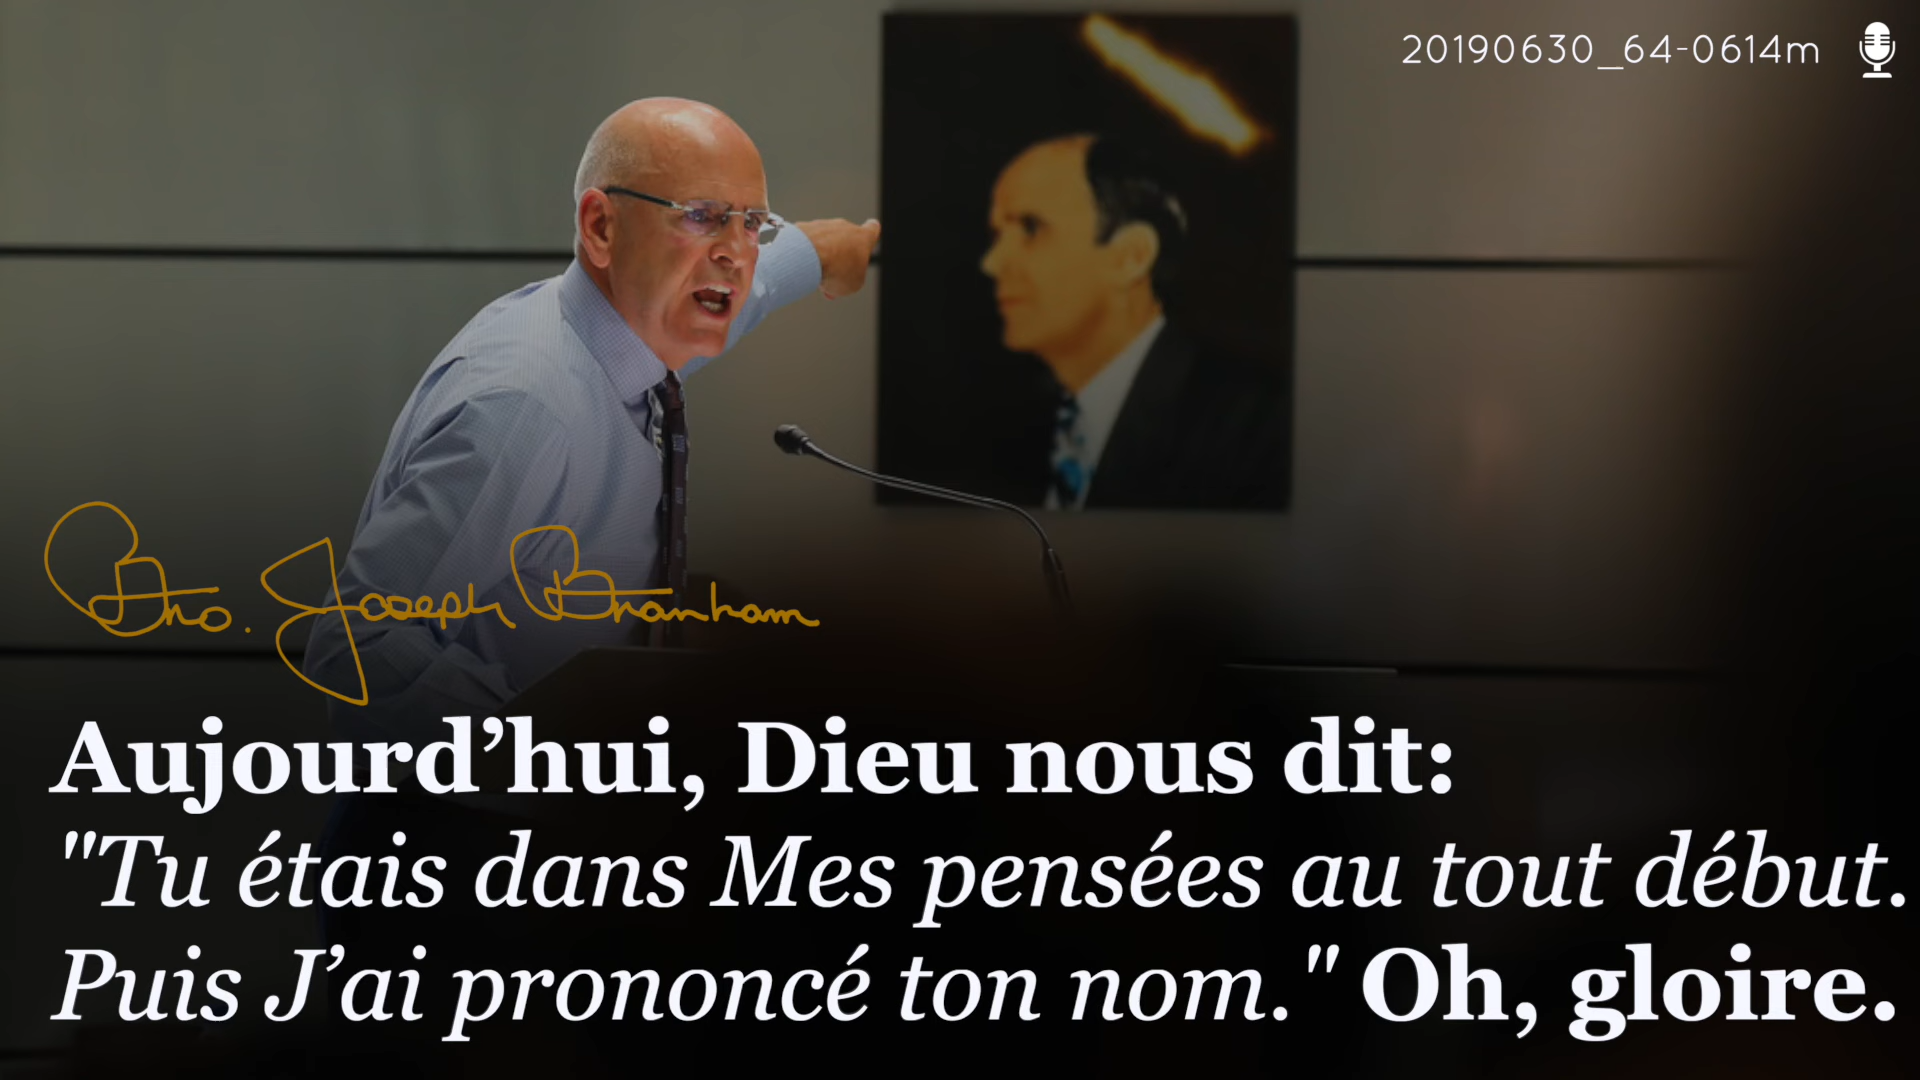 20190630_64-0614m
Bro. Joseph Branham
Aujourd’hui, Dieu nous dit:
"Tu étais dans Mes pensées au tout début.
Puis J’ai prononcé ton nom." Oh, gloire.